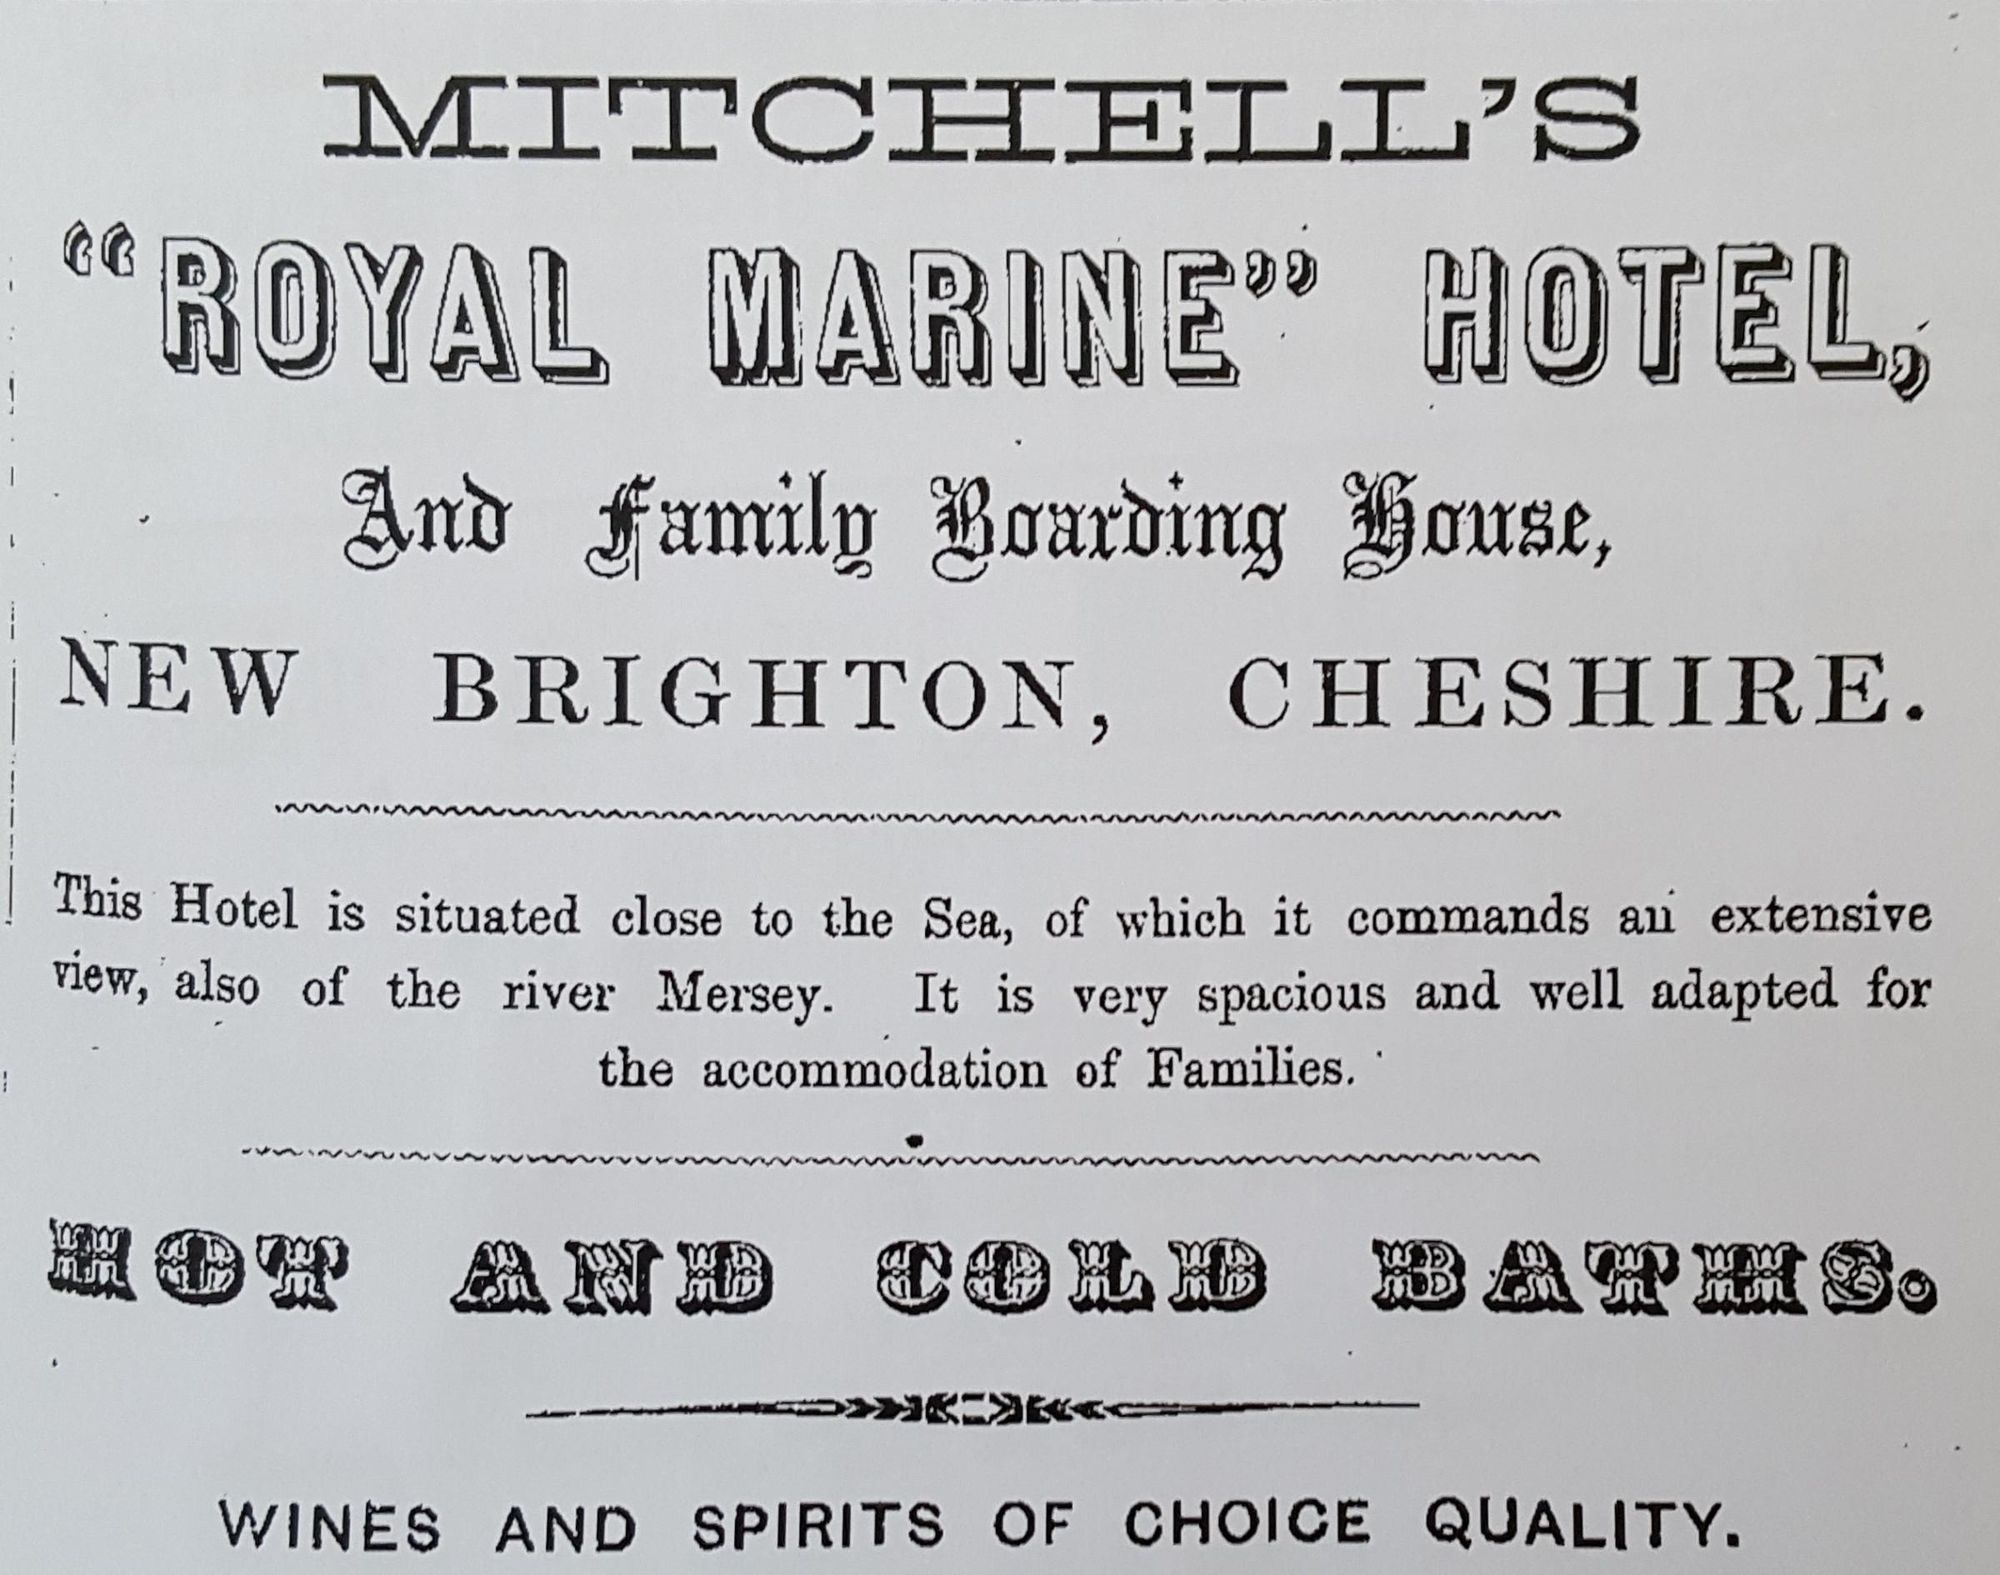 MITCHELL'S
"ROYAL MARINE" HOTEL,
And Family Boarding House,
NEW BRIGHTON, CHESHIRE.
This Hotel is situated close to the Sea, of which it commands an extensive
view, also of the river Mersey. It is very spacious and well adapted for
the accommodation of Families.
HOT AND COLD BATHS.
WINES AND SPIRITS OF CHOICE QUALITY.